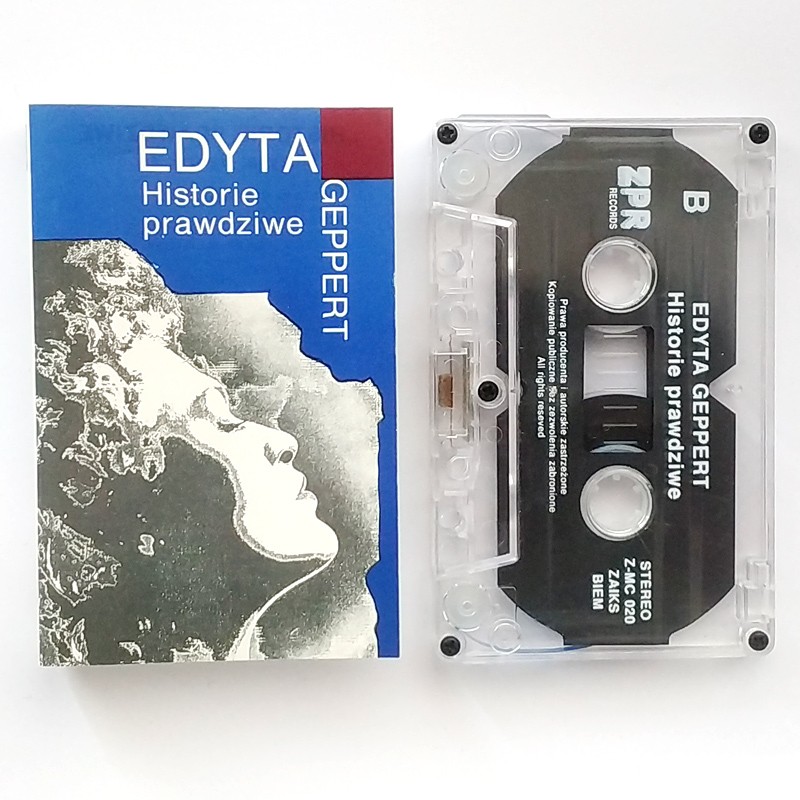 EDYTA
GEPPERT
Historie
prawdziwe
B
ZPR
RECORDS
EDYTA GEPPERT
Historie prawdziwe
Prawa producenta i autorskie zastrzeżone
Kopiowanie publiczne bez zezwolenia zabronione
All rights reseved
STEREO
Z-MC 020
ZAIKS
BIEM